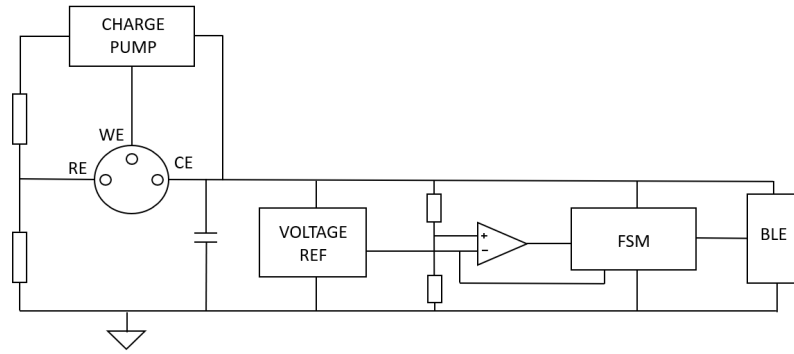 CHARGE
PUMP
WE
RE
CE
VOLTAGE
REF
+
−
FSM
BLE